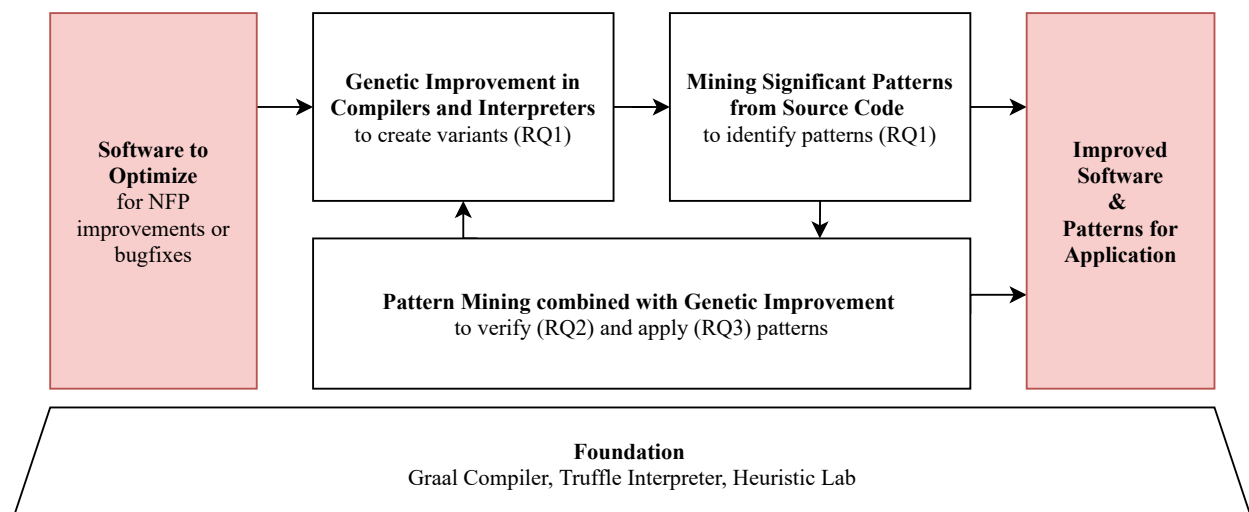 Software to
Optimize
for NFP
improvements or
bugfixes
Genetic Improvement in
Compilers and Interpreters
to create variants (RQ1)
Mining Significant Patterns
from Source Code
to identify patterns (RQ1)
Pattern Mining combined with Genetic Improvement
to verify (RQ2) and apply (RQ3) patterns
Improved
Software
&
Patterns for
Application
Foundation
Graal Compiler, Truffle Interpreter, Heuristic Lab